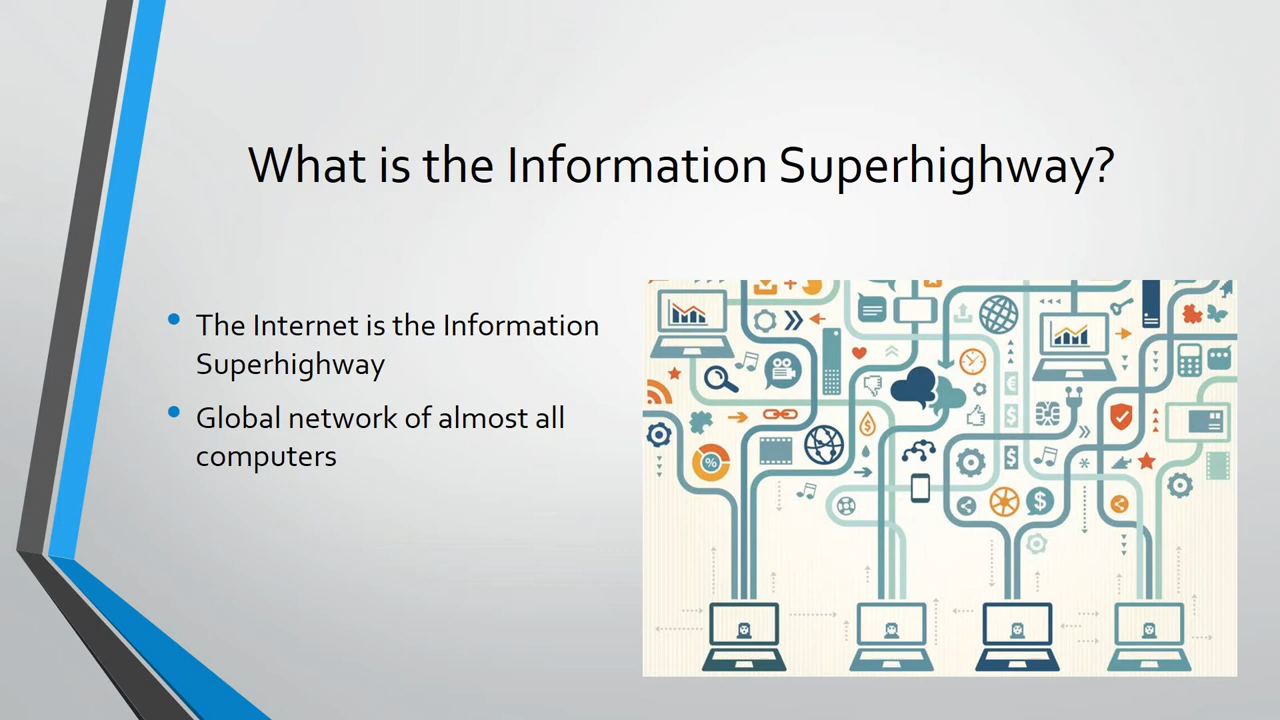 What is the Information Superhighway?
• The Internet is the Information
Superhighway
• Global network of almost all
computers